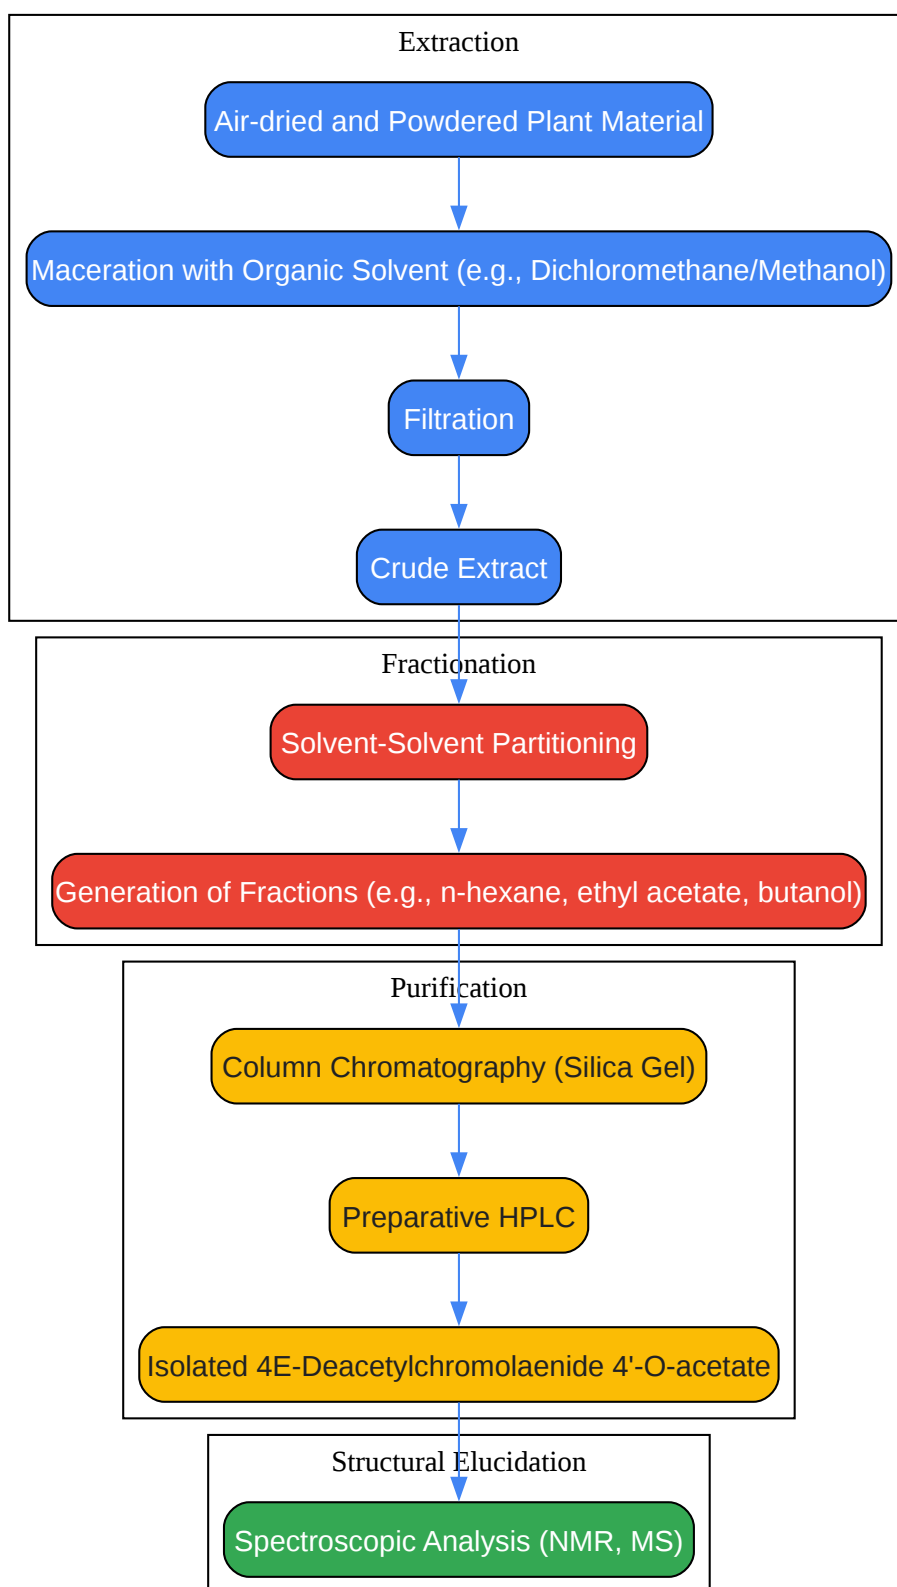 Extraction
Air-dried and Powdered Plant Material
Maceration with Organic Solvent (e.g., Dichloromethane/Methanol)
Filtration
Crude Extract
Fractionation
Solvent-Solvent Partitioning
Generation of Fractions (e.g., n-hexane, ethyl acetate, butanol)
Purification
Column Chromatography (Silica Gel)
Preparative HPLC
Isolated 4E-Deacetylchromolaenide 4'-O-acetate
Structural Elucidation
Spectroscopic Analysis (NMR, MS)